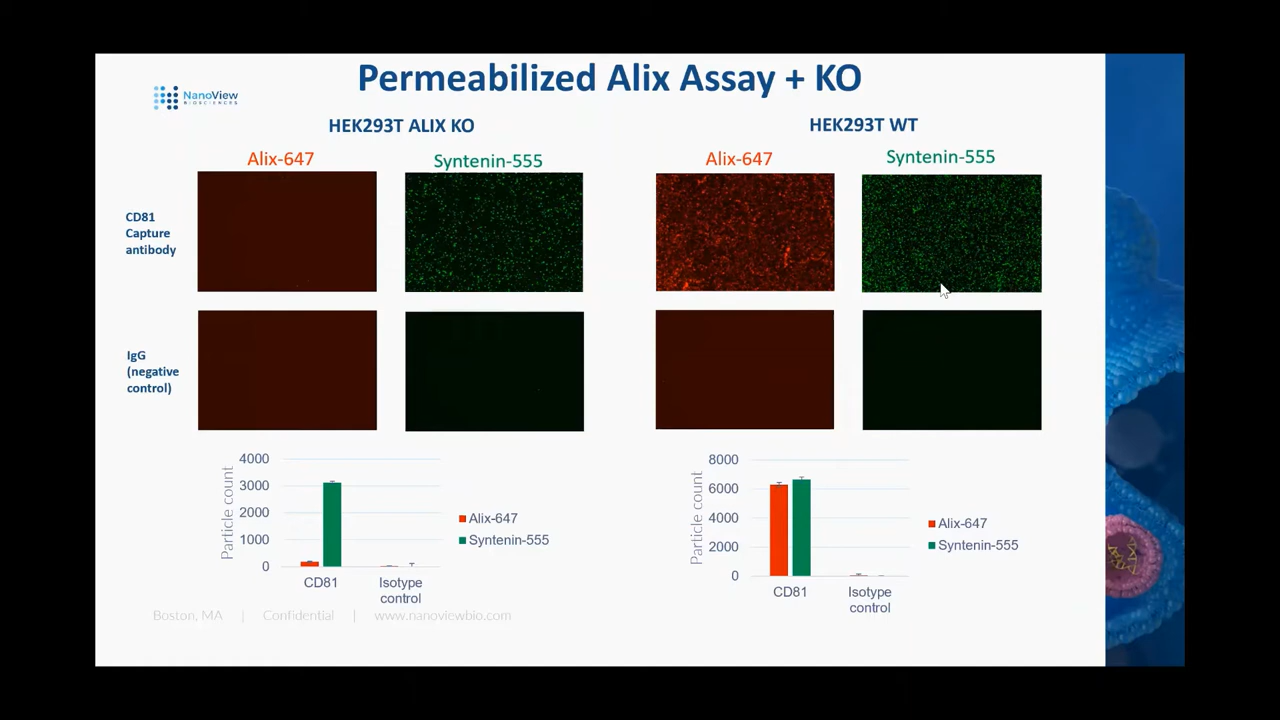 Permeabilized Alix Assay + KO
NanoView
BIOSCIENCES
HEK293T ALIX KO
HEK293T WT
Alix-647
Syntenin-555
Alix-647
Syntenin-555
CD81
Capture
antibody
IgG
(negative
control)
Particle count
4000
3000
2000
1000
0
CD81
Isotype
control
Alix-647
Syntenin-555
Particle count
8000
6000
4000
2000
0
CD81
Isotype
control
Alix-647
Syntenin-555
Boston, MA | Confidential | www.nanoviewbio.com